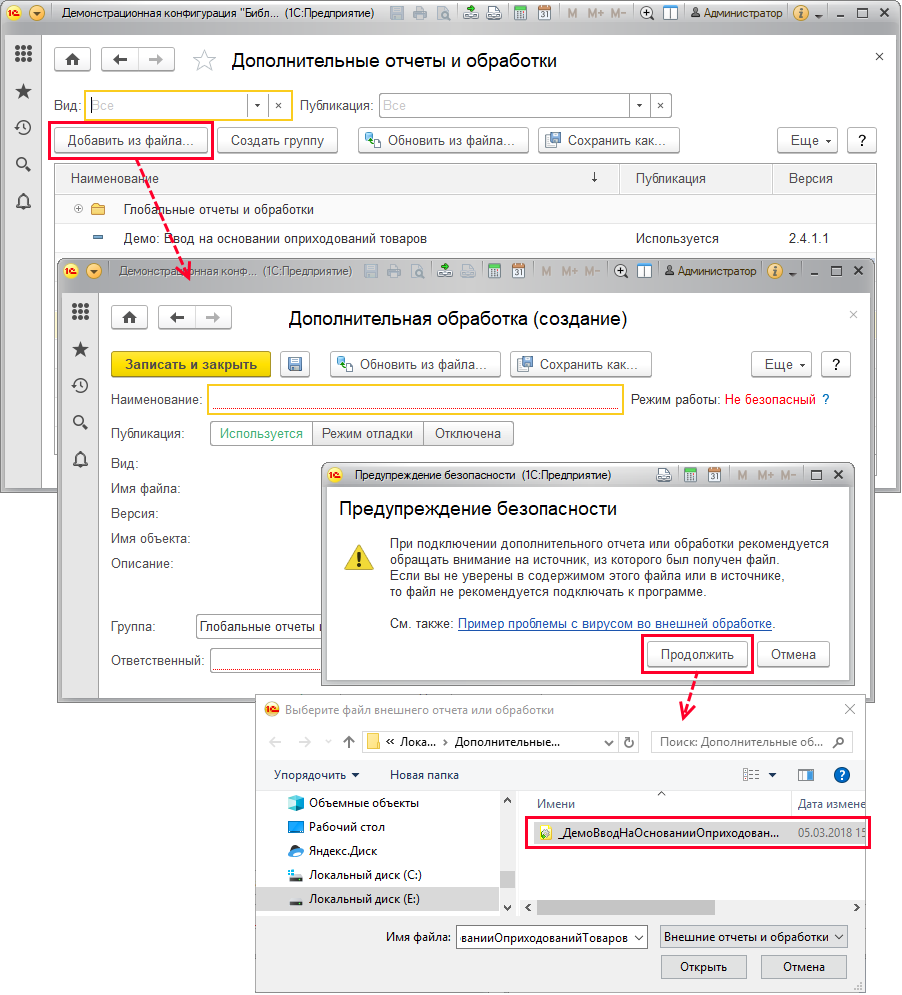 Демонстрационная конфигурация "Библ... (1С:Предприятие) M M+ M- Администратор
Дополнительные отчеты и обработки
Вид: Все Публикация: Все
Добавить из файла... Создать группу Обновить из файла... Сохранить как... Еще ?
Наименование ↓ Публикация Версия
Глобальные отчеты и обработки
Демо: Ввод на основании оприходований товаров Используется 2.4.1.1
Демонстрационная конф... (1С:Предприятие) M M+ M- Администратор
Дополнительная обработка (создание)
Записать и закрыть Обновить из файла... Сохранить как... Еще ?
Наименование: Режим работы: Не безопасный ?
Публикация: Используется Режим отладки Отключена
Вид:
Имя файла:
Версия:
Имя объекта:
Описание:
Группа: Глобальные отчеты
Ответственный:
Предупреждение безопасности (1С:Предприятие) M M+ M-
Предупреждение безопасности
При подключении дополнительного отчета или обработки рекомендуется
обращать внимание на источник, из которого был получен файл.
Если вы не уверены в содержимом этого файла или в источнике,
то файл не рекомендуется подключать к программе.
См. также: Пример проблемы с вирусом во внешней обработке.
Продолжить Отмена
Выберите файл внешнего отчета или обработки
« Лока... › Дополнительные... Поиск: Дополнительные об...
Упорядочить Новая папка ?
Объемные объекты
Рабочий стол
Яндекс.Диск
Локальный диск (C:)
Локальный диск (E:)
Имени Дата измене
_ДемоВводНаОснованииОприходован... 05.03.2018 15
Имя файла: ованииОприходованийТоваров Внешние отчеты и обработки
Открыть Отмена